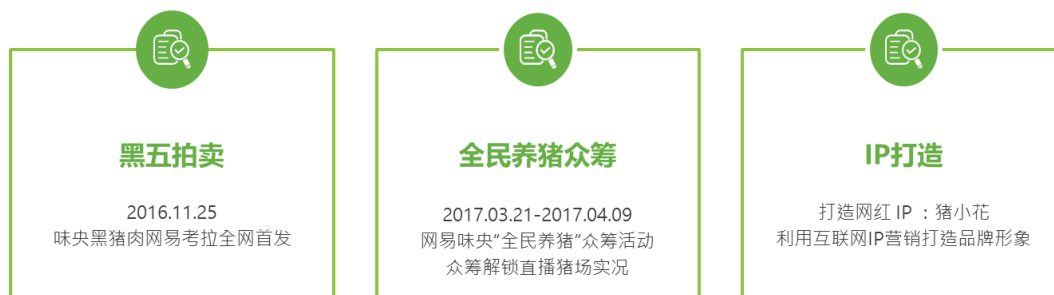 黑五拍卖
2016.11.25
味央黑猪肉网易考拉全网首发
全民养猪众筹
2017.03.21-2017.04.09
网易味央“全民养猪”众筹活动
众筹解锁直播猪场实况
IP打造
打造网红 IP ：猪小花
利用互联网IP营销打造品牌形象